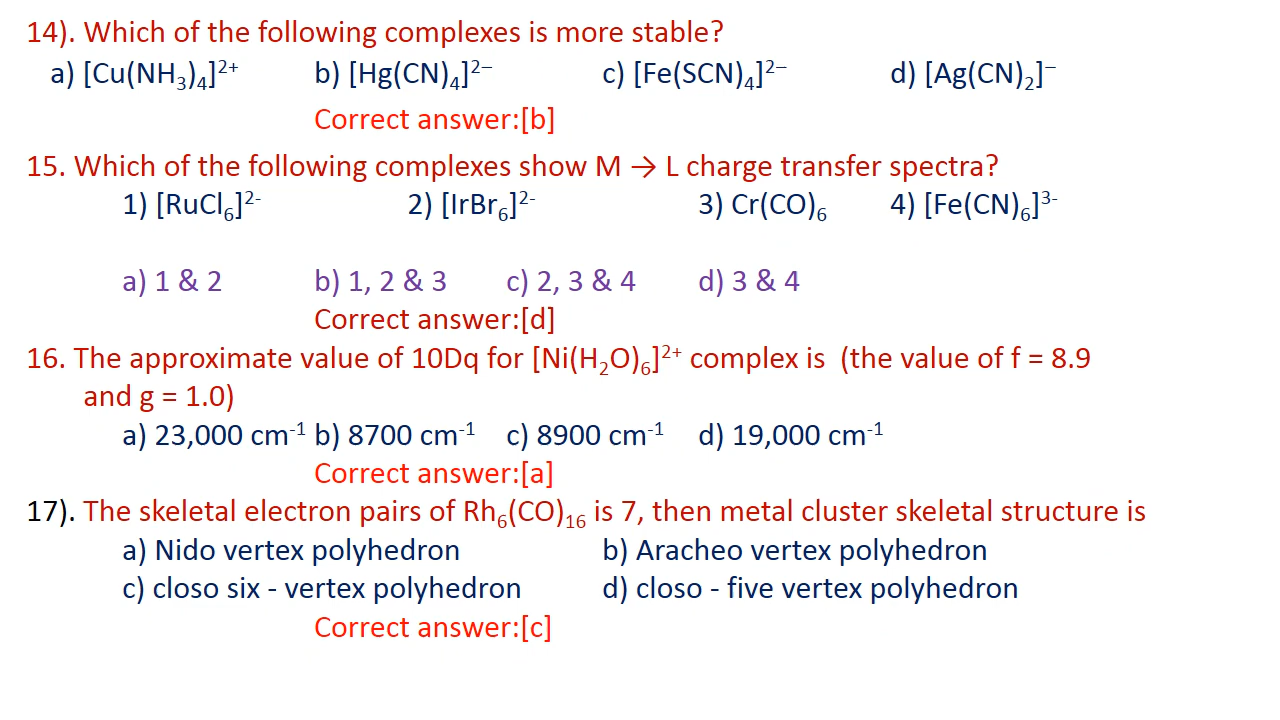 14). Which of the following complexes is more stable?
a) [Cu(NH₃)₄]²⁺ b) [Hg(CN)₄]²⁻ c) [Fe(SCN)₄]²⁻ d) [Ag(CN)₂]⁻
Correct answer:[b]
15. Which of the following complexes show M → L charge transfer spectra?
1) [RuCl₆]²⁻ 2) [IrBr₆]²⁻ 3) Cr(CO)₆ 4) [Fe(CN)₆]³⁻
a) 1 & 2 b) 1, 2 & 3 c) 2, 3 & 4 d) 3 & 4
Correct answer:[d]
16. The approximate value of 10Dq for [Ni(H₂O)₆]²⁺ complex is (the value of f = 8.9
and g = 1.0)
a) 23,000 cm⁻¹ b) 8700 cm⁻¹ c) 8900 cm⁻¹ d) 19,000 cm⁻¹
Correct answer:[a]
17). The skeletal electron pairs of Rh₆(CO)₁₆ is 7, then metal cluster skeletal structure is
a) Nido vertex polyhedron b) Aracheo vertex polyhedron
c) closo six - vertex polyhedron d) closo - five vertex polyhedron
Correct answer:[c]